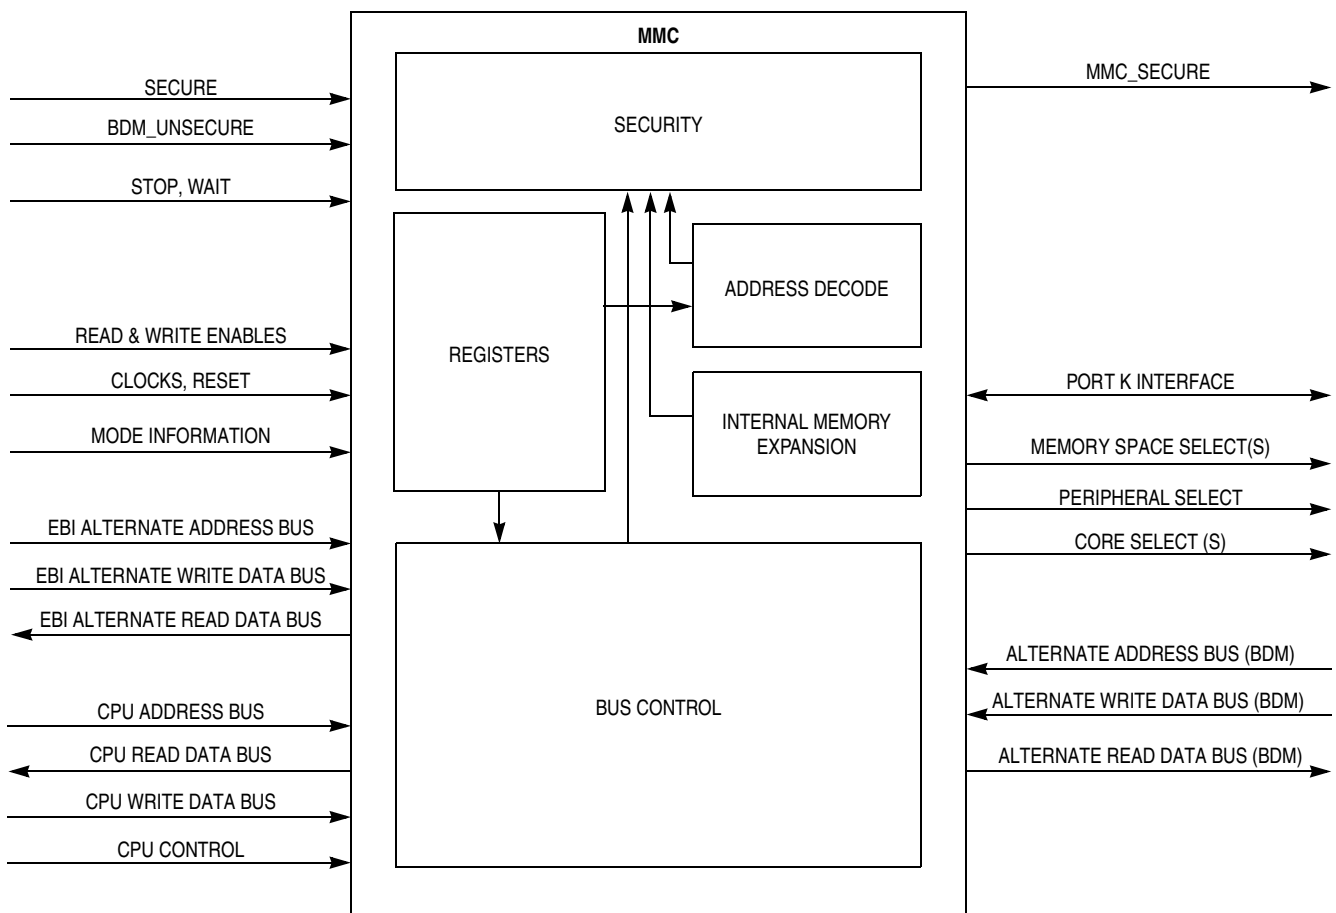 MMC
SECURE
BDM_UNSECURE
STOP, WAIT
READ & WRITE ENABLES
CLOCKS, RESET
MODE INFORMATION
EBI ALTERNATE ADDRESS BUS
EBI ALTERNATE WRITE DATA BUS
EBI ALTERNATE READ DATA BUS
CPU ADDRESS BUS
CPU READ DATA BUS
CPU WRITE DATA BUS
CPU CONTROL
SECURITY
REGISTERS
ADDRESS DECODE
INTERNAL MEMORY
EXPANSION
BUS CONTROL
MMC_SECURE
PORT K INTERFACE
MEMORY SPACE SELECT(S)
PERIPHERAL SELECT
CORE SELECT (S)
ALTERNATE ADDRESS BUS (BDM)
ALTERNATE WRITE DATA BUS (BDM)
ALTERNATE READ DATA BUS (BDM)